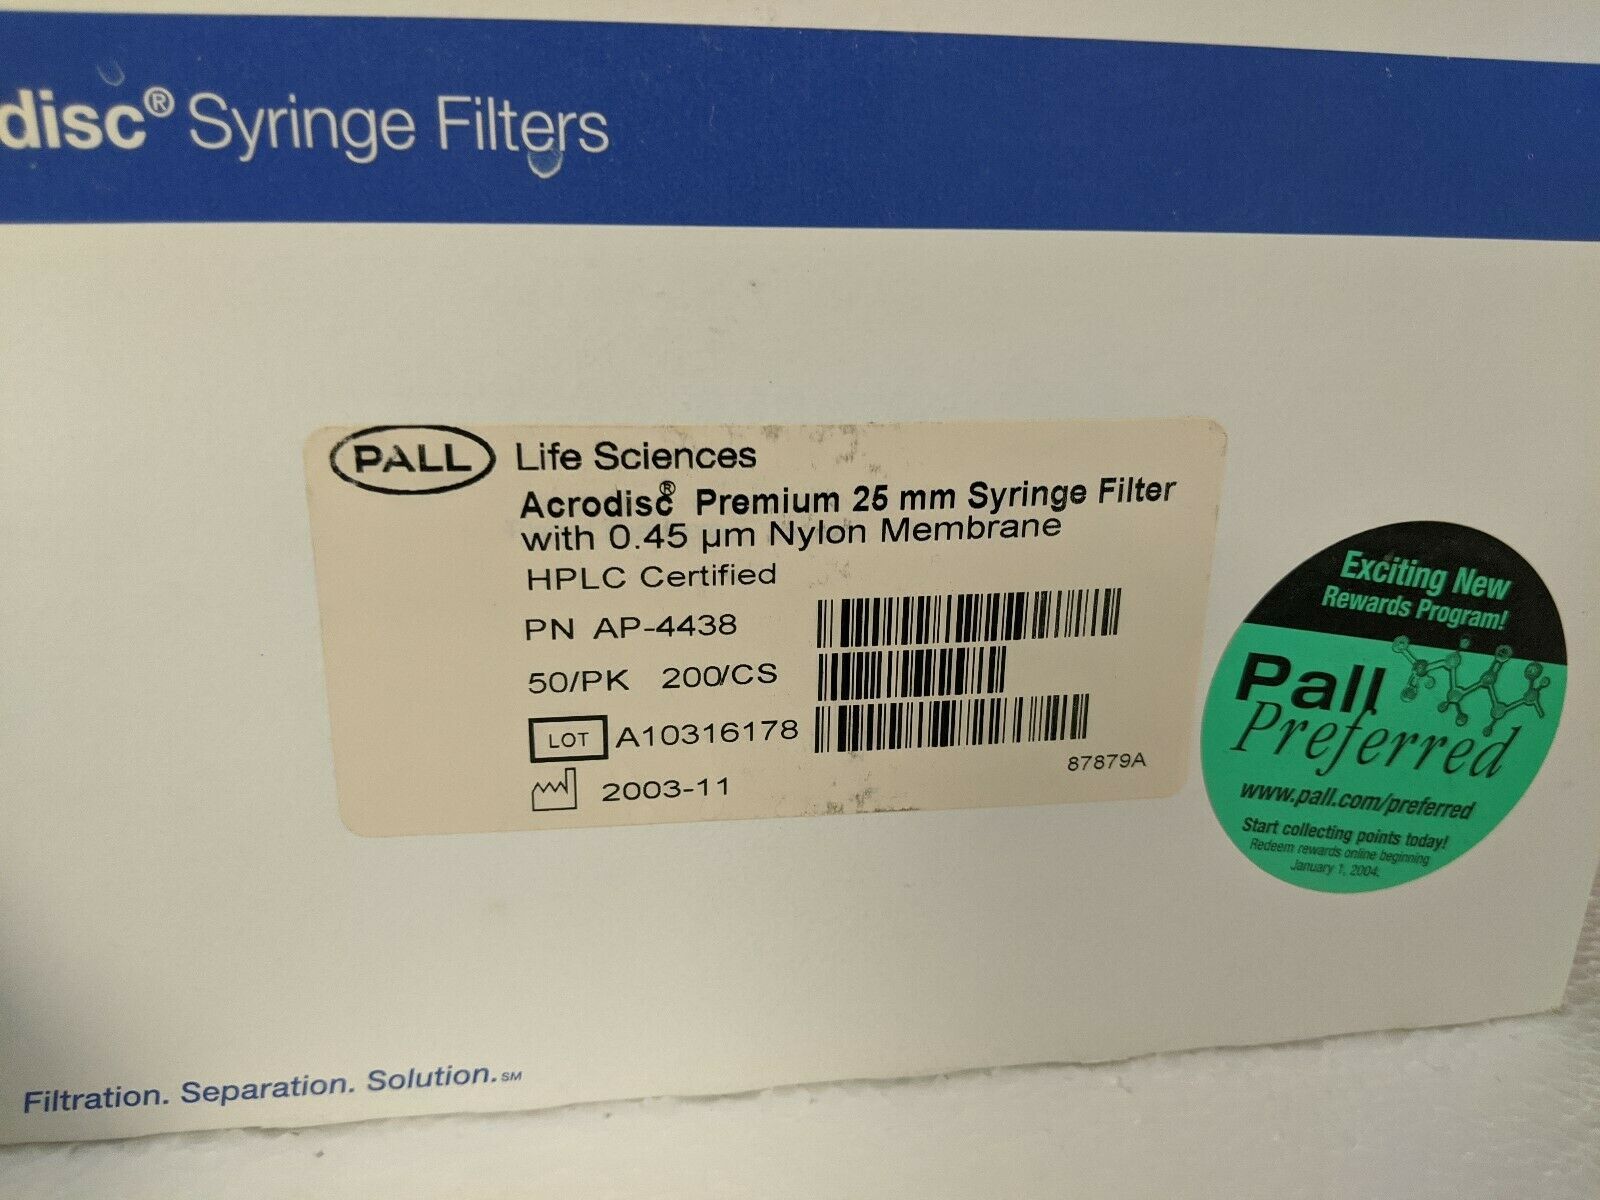 disc® Syringe Filters
PALL Life Sciences
Acrodisc® Premium 25 mm Syringe Filter
with 0.45 µm Nylon Membrane
HPLC Certified
PN AP-4438
50/PK 200/CS
LOT A10316178
87879A
2003-11
Exciting New
Rewards Program!
Pall
Preferred
www.pall.com/preferred
Start collecting points today!
Redeem rewards online beginning
January 1, 2004.
Filtration. Separation. Solution.SM